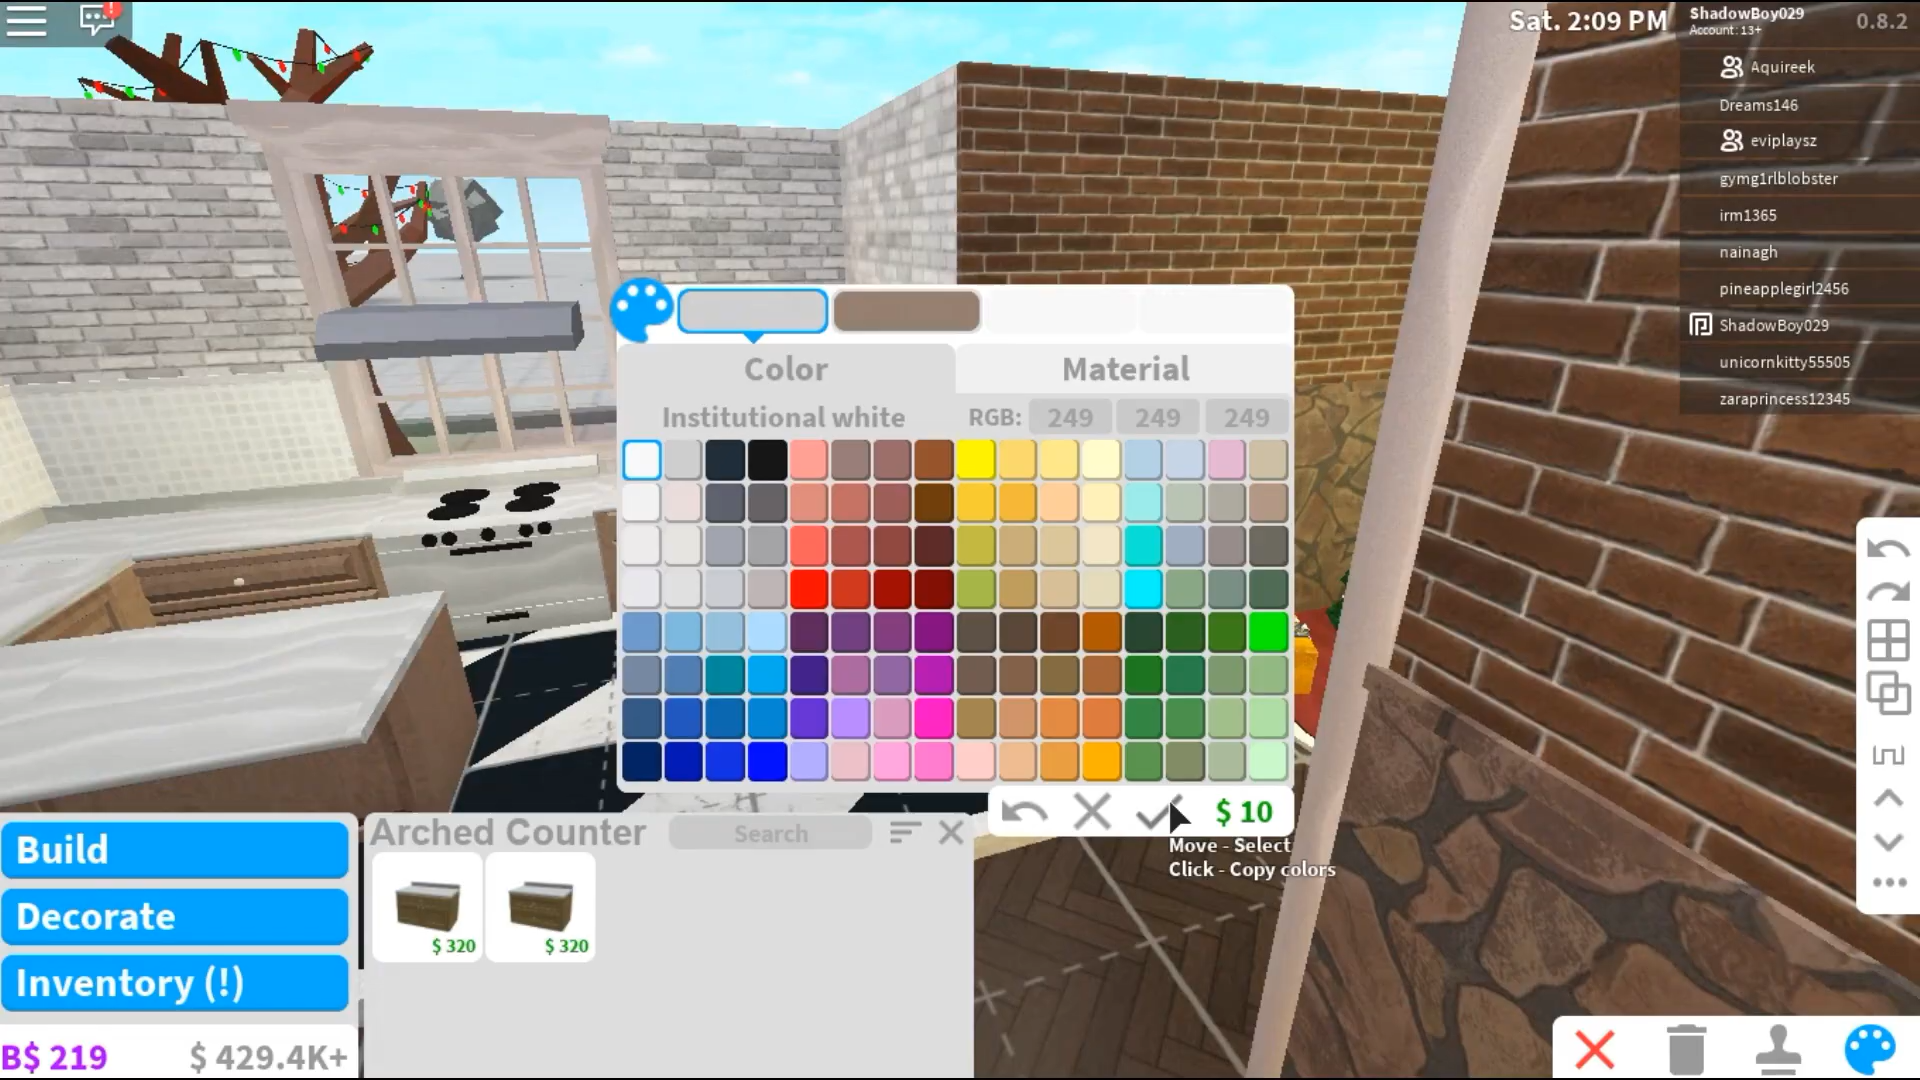 Sat. 2:09 PM
ShadowBoy029
Account: 13+
0.8.2
Aquireek
Dreams146
eviplaysz
gymg1rlblobster
irm1365
nainagh
pineapplegirl2456
ShadowBoy029
unicornkitty55505
zaraprincess12345
Color
Material
Institutional white
RGB: 249 249 249
$ 10
Move - Select
Click - Copy colors
Build
Decorate
Inventory (!)
B$ 219
$ 429.4K+
Arched Counter
Search
$ 320
$ 320